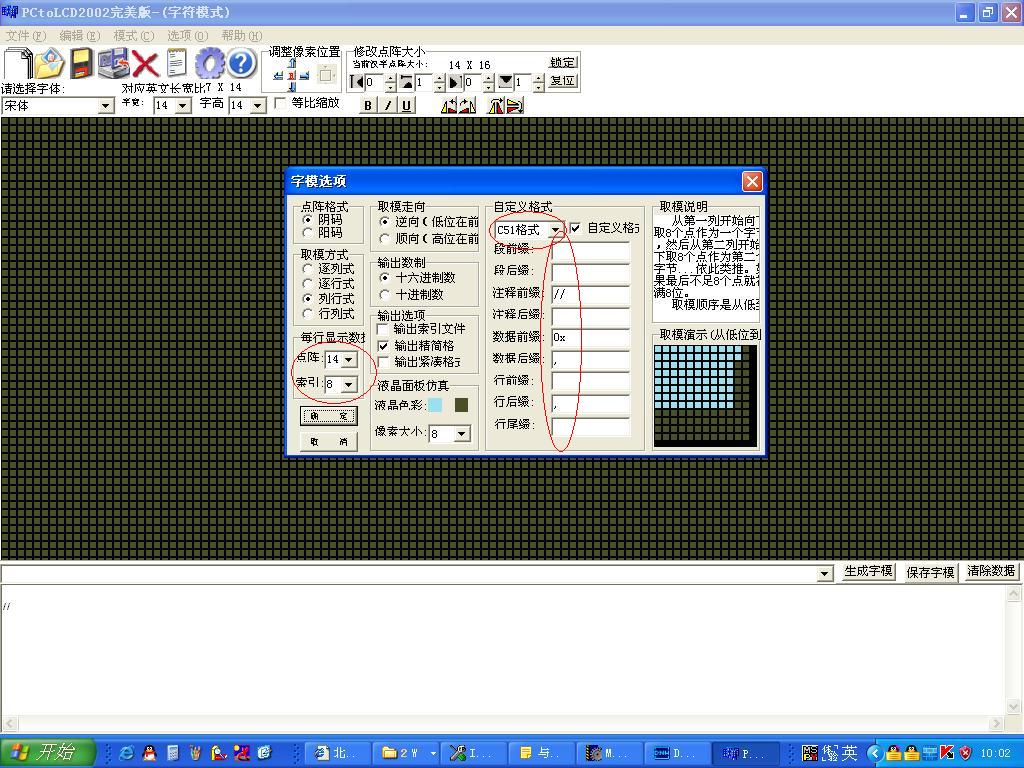 PCtoLCD2002完美版-(字符模式)
文件(F) 编辑(E) 模式(C) 选项(O) 帮助(H)
调整像素位置
修改点阵大小
14 X 16
锁定
0 1 0 1
复位
请选择字体:
对应英文长宽比7 X 14
宋体
字宽: 14 字高 14
等比缩放
B I U
字模选项
点阵格式
阴码
阳码
取模方式
逐列式
逐行式
列行式
行列式
每行显示数据
点阵: 14
索引: 8
确 定
取 消
取模走向
逆向(低位在前
顺向(高位在前
输出数制
十六进制数
十进制数
输出选项
输出索引文件
输出精简格
输出紧凑格式
液晶面板仿真
液晶色彩:
像素大小: 8
自定义格式
C51格式
自定义格式
段前缀:
段后缀:
注释前缀: //
注释后缀:
数据前缀: 0x
数据后缀: ,
行前缀:
行后缀: ,
行尾缀:
取模说明
从第一列开始向下
取8个点作为一个字节
,然后从第二列开始
下取8个点作为第二个
字节...依此类推。如
果最后不足8个点就补
满8位。
取模顺序是从低到
取模演示(从低位到
生成字模 保存字模 清除数据
//
开始
北..
2 W
I...
与..
M...
D...
P...
英
10:02